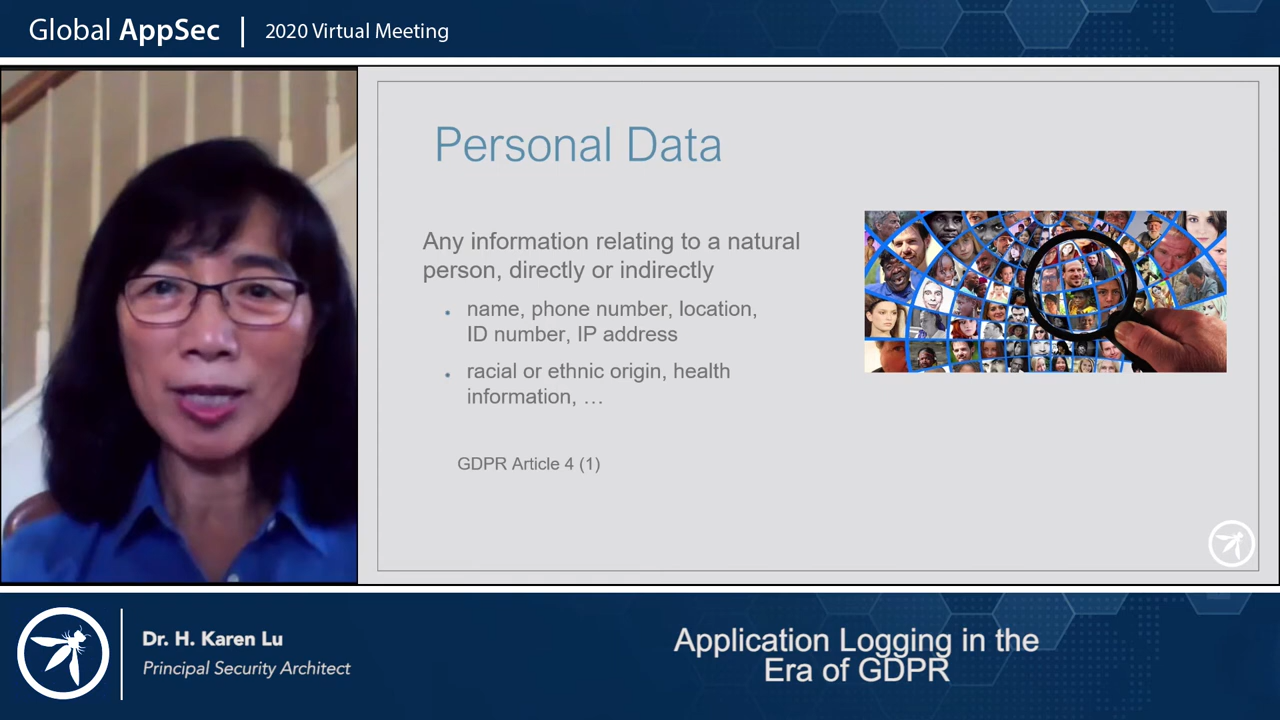 Global AppSec | 2020 Virtual Meeting
Personal Data
Any information relating to a natural
person, directly or indirectly
• name, phone number, location,
ID number, IP address
• racial or ethnic origin, health
information, …
GDPR Article 4 (1)
Dr. H. Karen Lu
Principal Security Architect
Application Logging in the
Era of GDPR